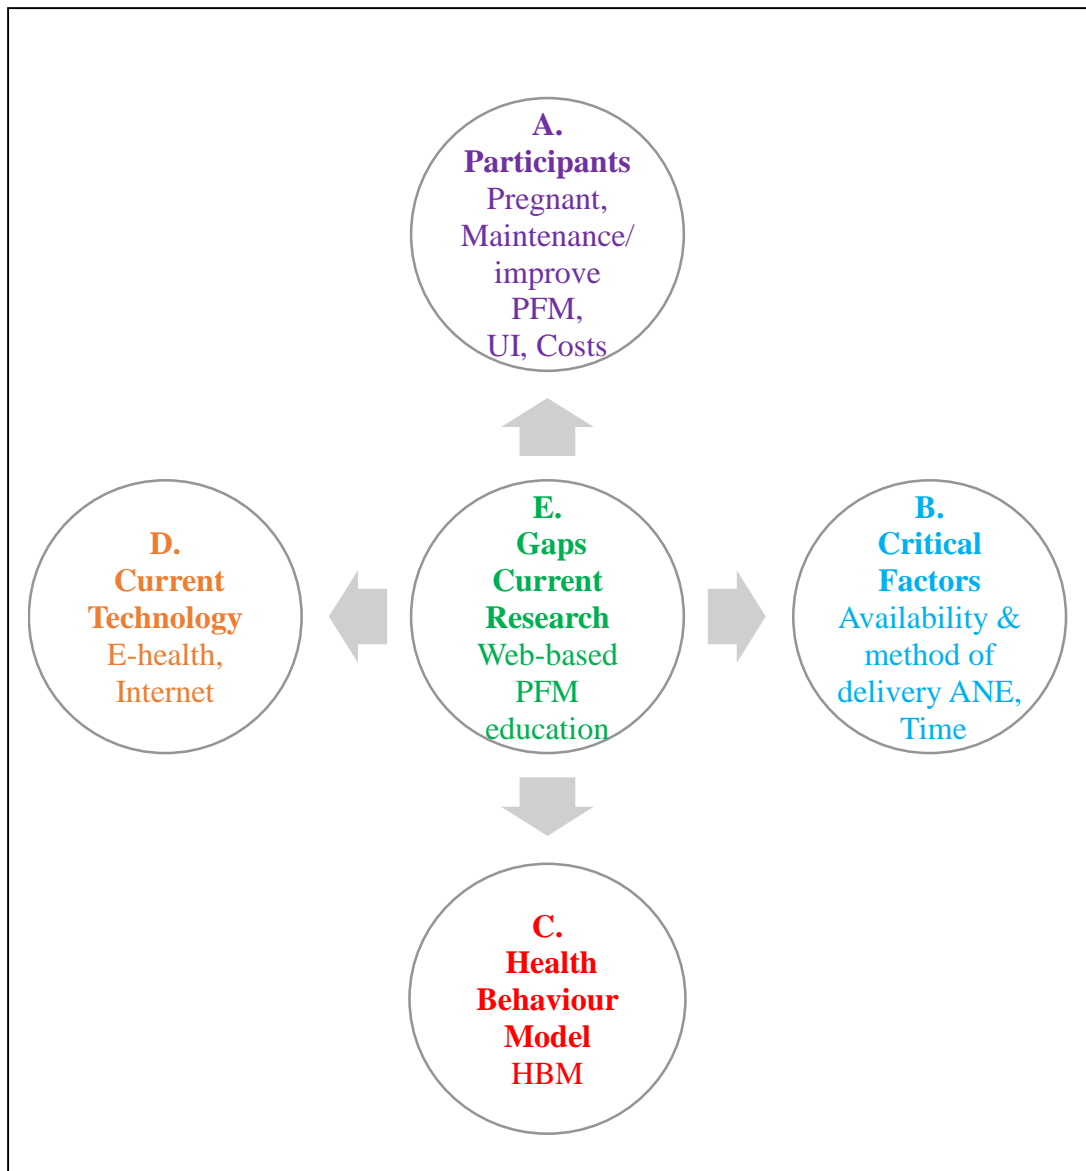 A.
Participants
Pregnant,
Maintenance/
improve
PFM,
UI, Costs
D.
Current
Technology
E-health,
Internet
E.
Gaps
Current
Research
Web-based
PFM
education
B.
Critical
Factors
Availability &
method of
delivery ANE,
Time
C.
Health
Behaviour
Model
HBM